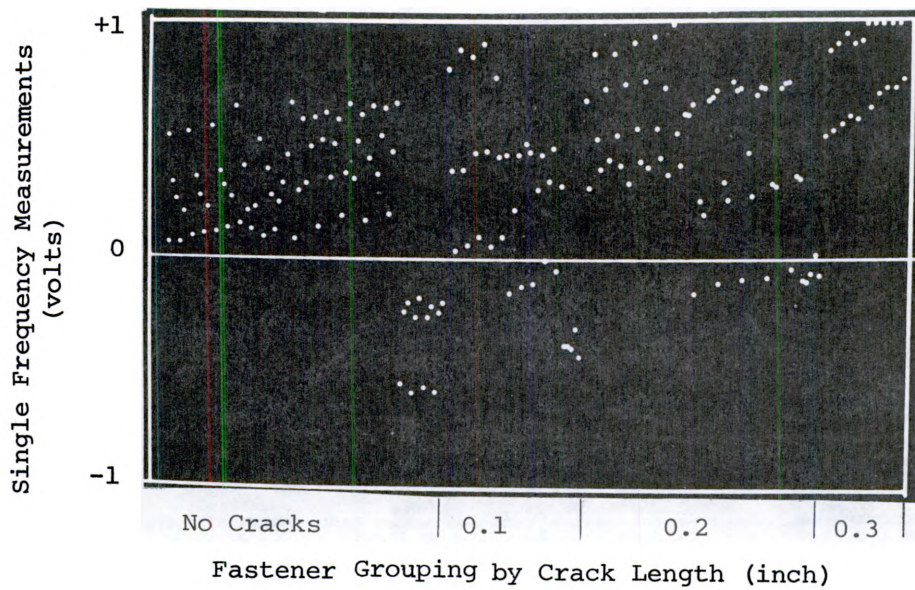 +1
Single Frequency Measurements
(volts)
0
-1
No Cracks
0.1
0.2
0.3
Fastener Grouping by Crack Length (inch)